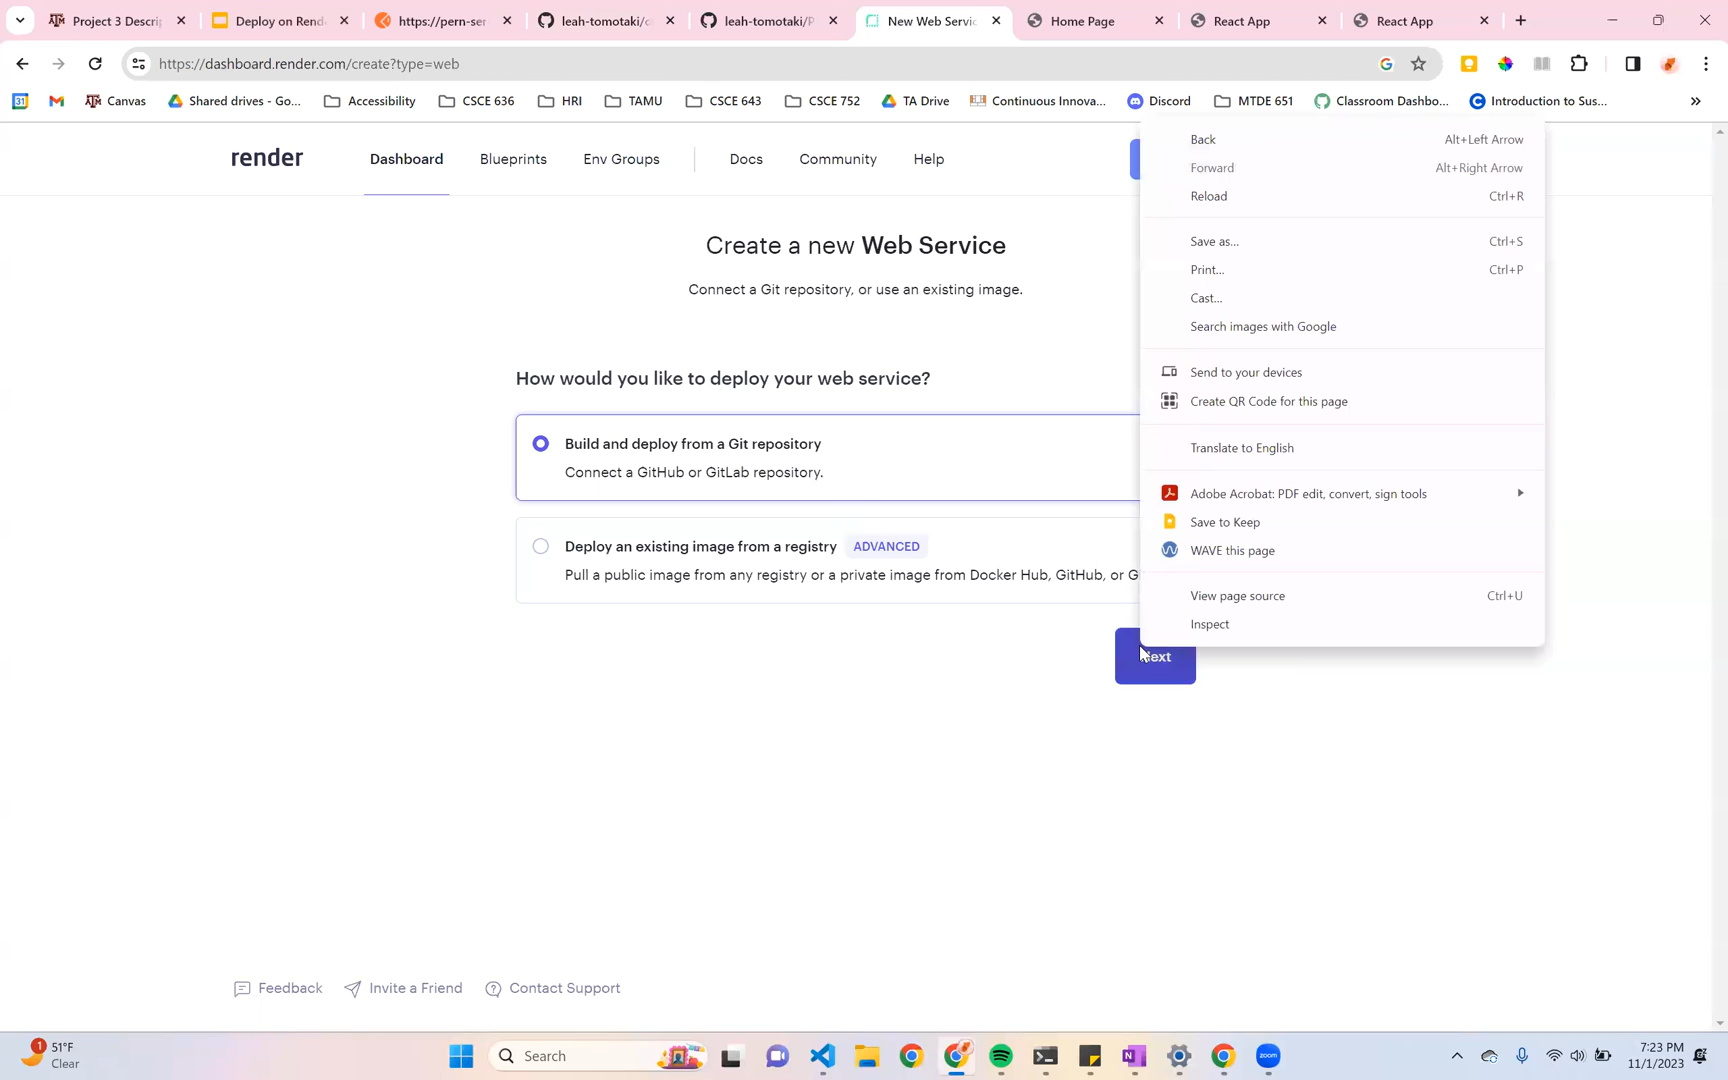 Project 3 Descrip
Deploy on Rend
https://pern-ser
leah-tomotaki/c
leah-tomotaki/P
New Web Servic
Home Page
React App
React App
https://dashboard.render.com/create?type=web
31
Canvas
Shared drives - Go...
Accessibility
CSCE 636
HRI
TAMU
CSCE 643
CSCE 752
TA Drive
Continuous Innova...
Discord
MTDE 651
Classroom Dashbo...
Introduction to Sus...
render
Dashboard
Blueprints
Env Groups
Docs
Community
Help
Create a new Web Service
Connect a Git repository, or use an existing image.
How would you like to deploy your web service?
Build and deploy from a Git repository
Connect a GitHub or GitLab repository.
Deploy an existing image from a registry ADVANCED
Pull a public image from any registry or a private image from Docker Hub, GitHub, or G
Next
Back Alt+Left Arrow
Forward Alt+Right Arrow
Reload Ctrl+R
Save as... Ctrl+S
Print... Ctrl+P
Cast...
Search images with Google
Send to your devices
Create QR Code for this page
Translate to English
Adobe Acrobat: PDF edit, convert, sign tools
Save to Keep
WAVE this page
View page source Ctrl+U
Inspect
Feedback
Invite a Friend
Contact Support
1
51°F
Clear
Search
zoom
7:23 PM
11/1/2023